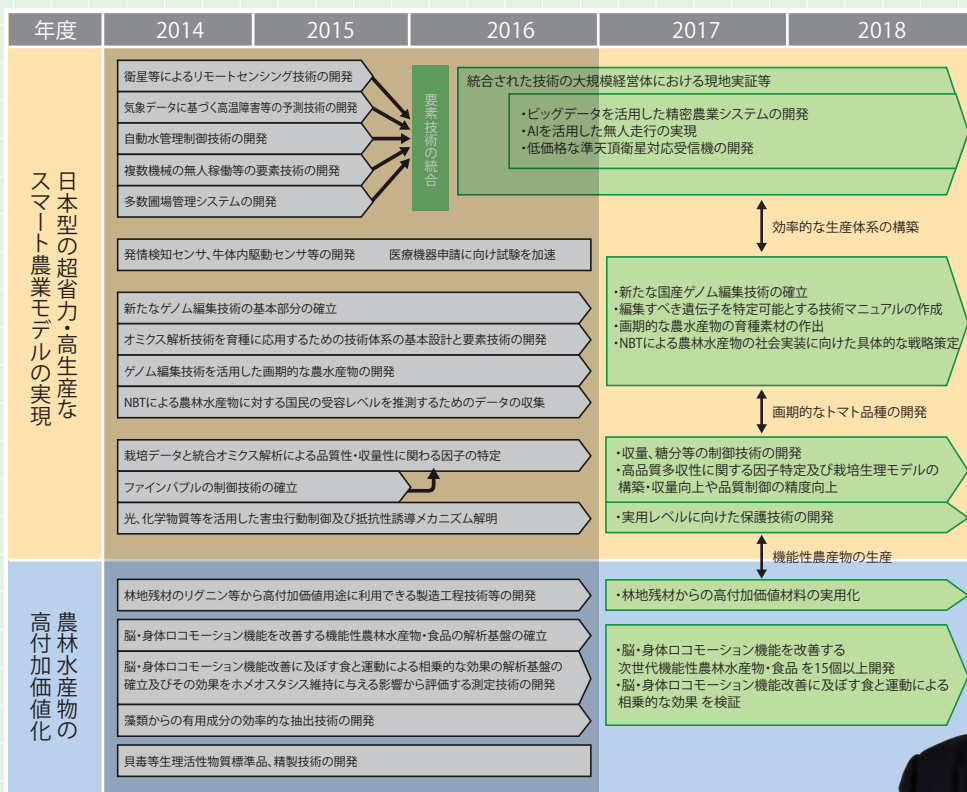 年度
2014
2015
2016
2017
2018
日本型の超省力・高生産な
スマート農業モデルの実現
衛星等によるリモートセンシング技術の開発
気象データに基づく高温障害等の予測技術の開発
自動水管理制御技術の開発
複数機械の無人稼働等の要素技術の開発
多数圃場管理システムの開発
要素技術の統合
統合された技術の大規模経営体における現地実証等
・ビッグデータを活用した精密農業システムの開発
・AIを活用した無人走行の実現
・低価格な準天頂衛星対応受信機の開発
効率的な生産体系の構築
発情検知センサ、牛体内駆動センサ等の開発
医療機器申請に向け試験を加速
新たなゲノム編集技術の基本部分の確立
オミクス解析技術を育種に応用するための技術体系の基本設計と要素技術の開発
ゲノム編集技術を活用した画期的な農水産物の開発
NBTによる農林水産物に対する国民の受容レベルを推測するためのデータの収集
・新たな国産ゲノム編集技術の確立
・編集すべき遺伝子を特定可能とする技術マニュアルの作成
・画期的な農水産物の育種素材の作出
・NBTによる農林水産物の社会実装に向けた具体的な戦略策定
画期的なトマト品種の開発
栽培データと統合オミクス解析による品質性・収量性に関わる因子の特定
ファインバブルの制御技術の確立
光、化学物質等を活用した害虫行動制御及び抵抗性誘導メカニズム解明
・収量、糖分等の制御技術の開発
・高品質多収性に関する因子特定及び栽培生理モデルの
構築・収量向上や品質制御の精度向上
・実用レベルに向けた保護技術の開発
機能性農産物の生産
農林水産物の
高付加価値化
林地残材のリグニン等から高付加価値用途に利用できる製造工程技術等の開発
・林地残材からの高付加価値材料の実用化
脳・身体ロコモーション機能を改善する機能性農林水産物・食品の解析基盤の確立
脳・身体ロコモーション機能改善に及ぼす食と運動による相乗的な効果の解析基盤の
確立及びその効果をホメオスタシス維持に与える影響から評価する測定技術の開発
藻類からの有用成分の効率的な抽出技術の開発
貝毒等生理活性物質標準品、精製技術の開発
・脳・身体ロコモーション機能を改善する
次世代機能性農林水産物・食品 を15個以上開発
・脳・身体ロコモーション機能改善に及ぼす食と運動による
相乗的な効果 を検証